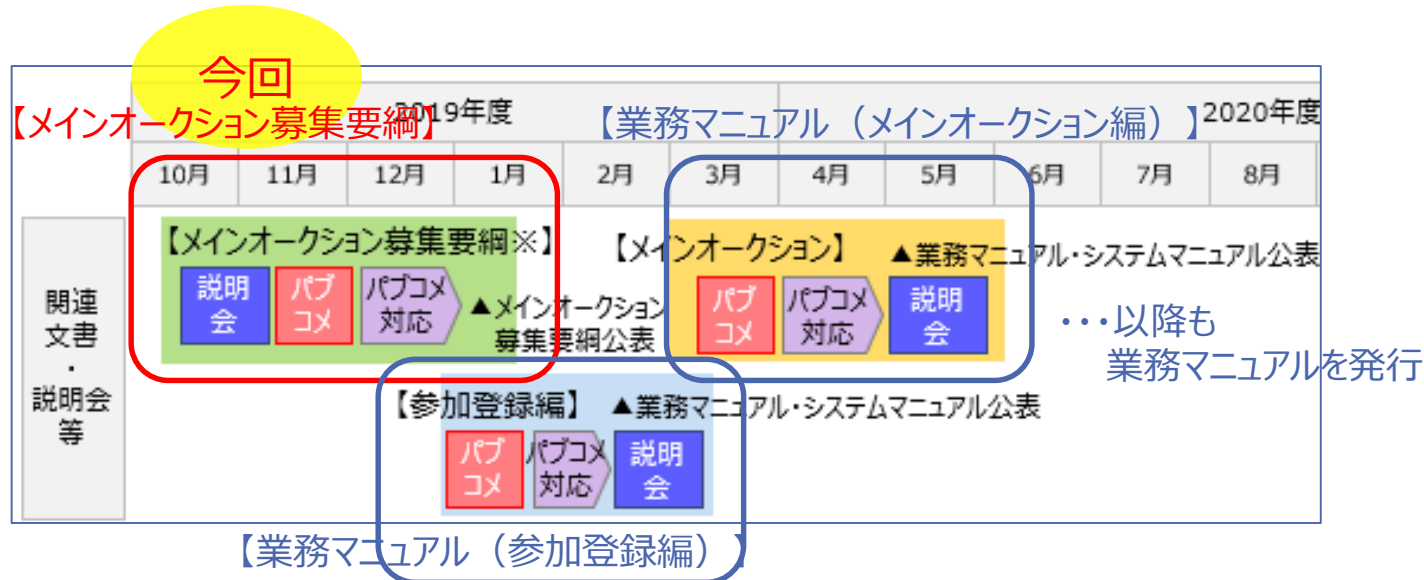 今回
【メインオークション募集要綱】
2019年度
【業務マニュアル（メインオークション編）】
2020年度
10月
11月
12月
1月
2月
3月
4月
5月
6月
7月
8月
関連
文書
・
説明会
等
【メインオークション募集要綱※】
説明
会
パブ
コメ
パブコメ
対応
▲メインオークション
募集要綱公表
【メインオークション】
▲業務マニュアル・システムマニュアル公表
パブ
コメ
パブコメ
対応
説明
会
・・・以降も
業務マニュアルを発行
【参加登録編】
▲業務マニュアル・システムマニュアル公表
パブ
コメ
パブコメ
対応
説明
会
【業務マニュアル（参加登録編）】